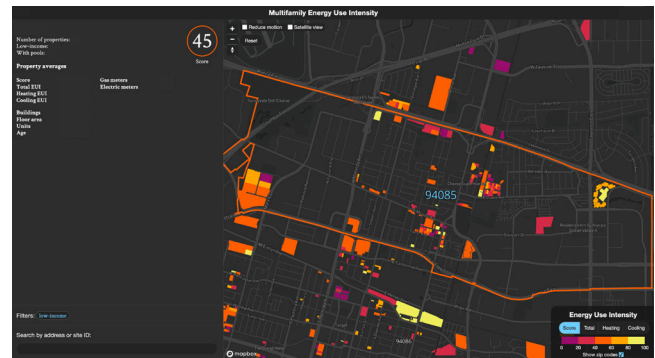 Multifamily Energy Use Intensity
Number of properties:
Low-income:
With pools:
45
Score
Property averages
Score
Total EUI
Heating EUI
Cooling EUI
Gas meters
Electric meters
Buildings
Floor area
Units
Age
Filters: low-income
Search by address or site ID:
+
Reduce motion
Satellite view
−
Reset
94085
94086
mapbox
Energy Use Intensity
Score Total Heating Cooling
0 20 40 60 80 100
Show zip codes